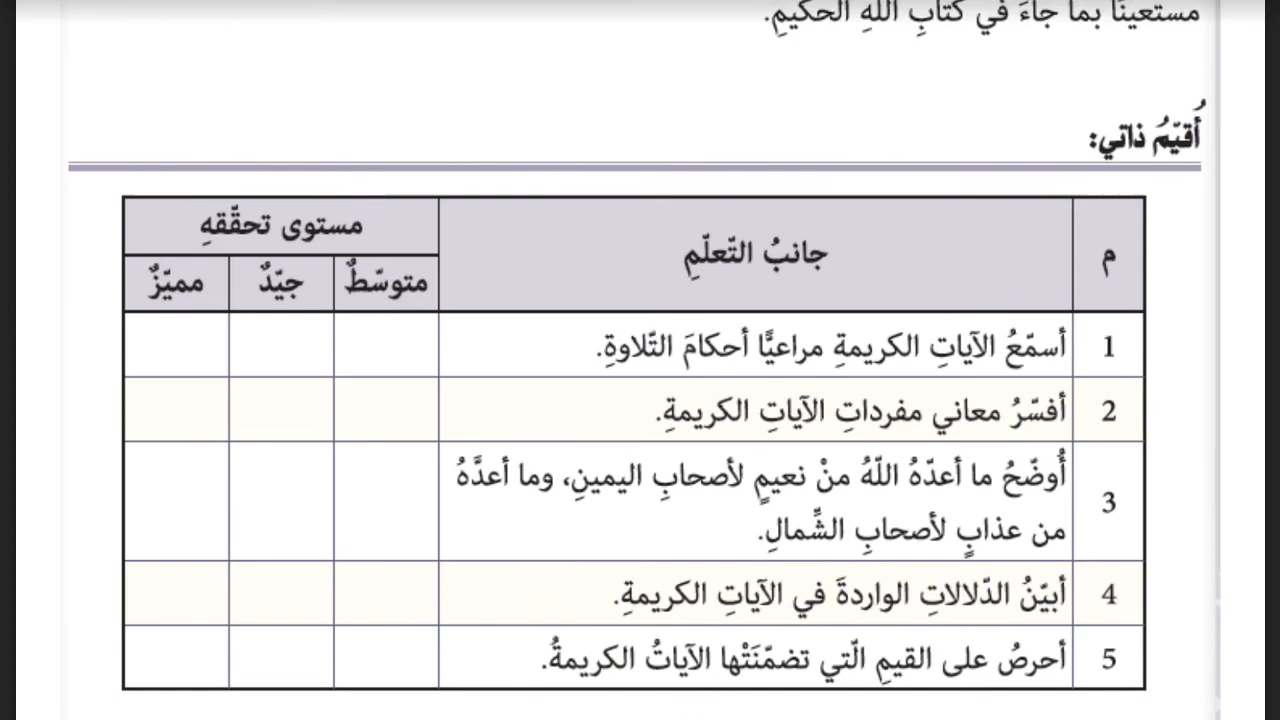 مستعينًا بما جاءَ في كتابِ اللهِ الحكيمِ.
أُقيّمُ ذاتي:
م
جانبُ التّعلّمِ
مستوى تحقّقهِ
متوسّطٌ
جيّدٌ
مميّزٌ
1
أسمّعُ الآياتِ الكريمةِ مراعيًّا أحكامَ التّلاوةِ.
2
أفسّرُ معاني مفرداتِ الآياتِ الكريمةِ.
3
أُوضّحُ ما أعدّهُ اللّهُ منْ نعيمٍ لأصحابِ اليمينِ، وما أعدَّهُ
من عذابٍ لأصحابِ الشِّمالِ.
4
أبيّنُ الدّلالاتِ الواردةَ في الآياتِ الكريمةِ.
5
أحرصُ على القيمِ الّتي تضمّنَتْها الآياتُ الكريمةُ.